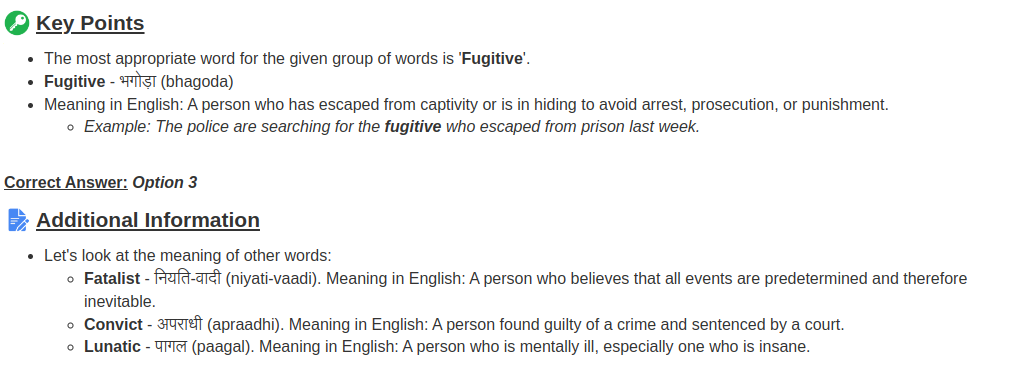 Key Points
The most appropriate word for the given group of words is 'Fugitive'.
Fugitive - भगोड़ा (bhagoda)
Meaning in English: A person who has escaped from captivity or is in hiding to avoid arrest, prosecution, or punishment.
Example: The police are searching for the fugitive who escaped from prison last week.
Correct Answer: Option 3
Additional Information
Let's look at the meaning of other words:
Fatalist - नियति-वादी (niyati-vaadi). Meaning in English: A person who believes that all events are predetermined and therefore
inevitable.
Convict - अपराधी (apraadhi). Meaning in English: A person found guilty of a crime and sentenced by a court.
Lunatic - पागल (paagal). Meaning in English: A person who is mentally ill, especially one who is insane.